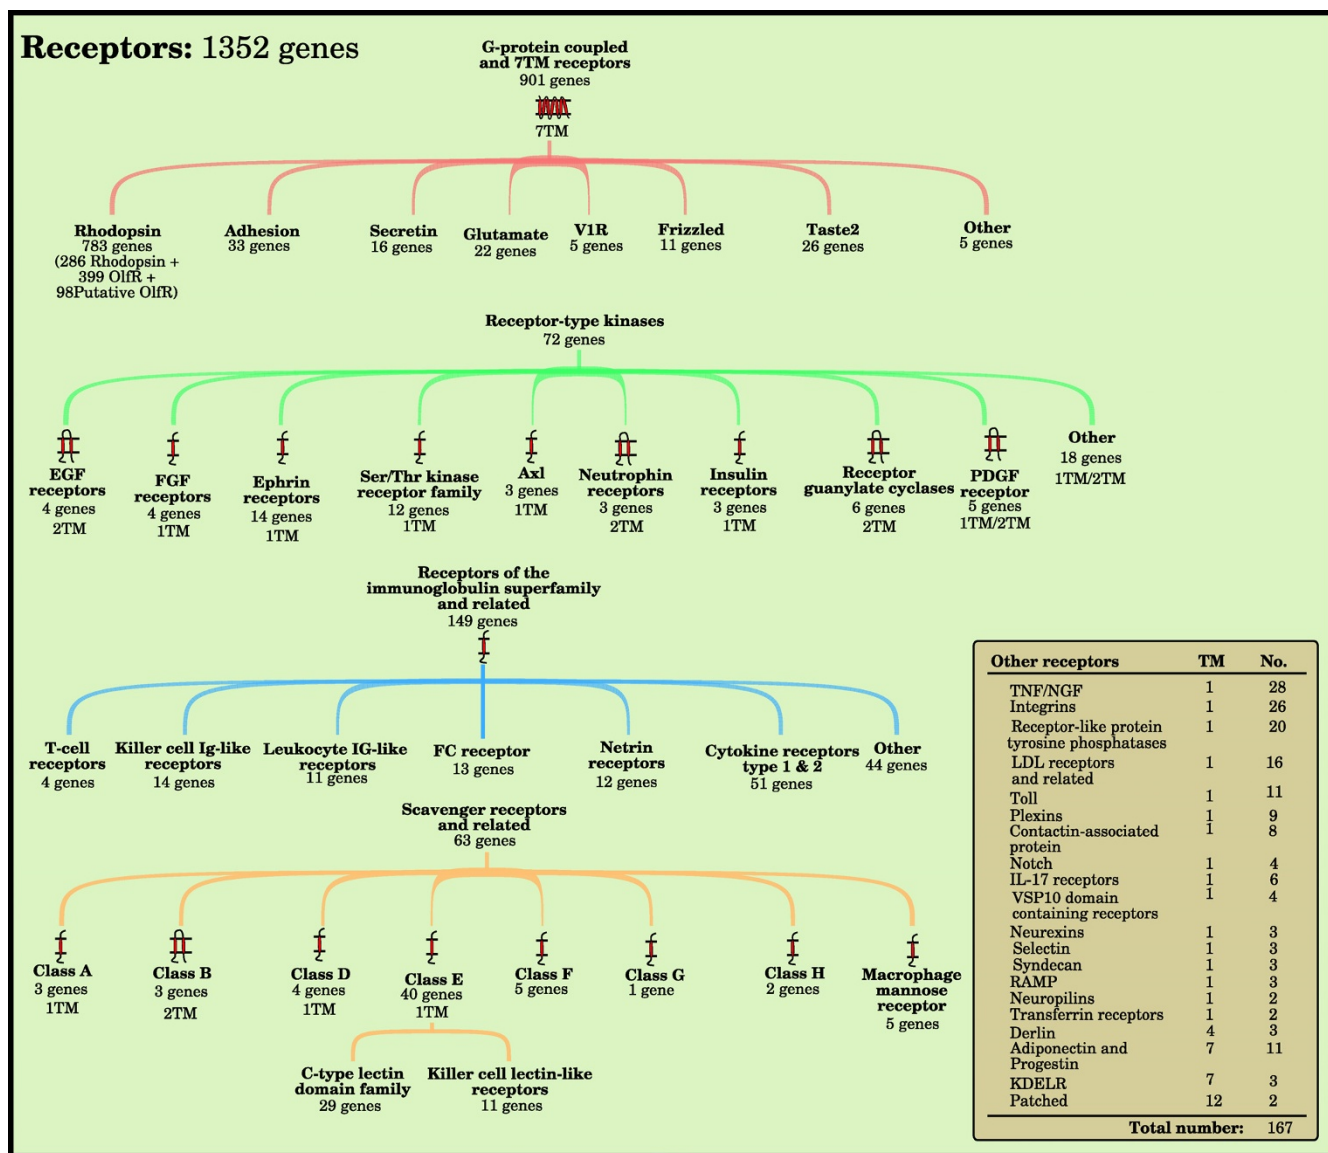 Receptors: 1352 genes
G-protein coupled
and 7TM receptors
901 genes
7TM
Rhodopsin
783 genes
(286 Rhodopsin +
399 OlfR +
98Putative OlfR)
Adhesion
33 genes
Secretin
16 genes
Glutamate
22 genes
V1R
5 genes
Frizzled
11 genes
Taste2
26 genes
Other
5 genes
Receptor-type kinases
72 genes
EGF
receptors
4 genes
2TM
FGF
receptors
4 genes
1TM
Ephrin
receptors
14 genes
1TM
Ser/Thr kinase
receptor family
12 genes
1TM
Axl
3 genes
1TM
Neutrophin
receptors
3 genes
2TM
Insulin
receptors
3 genes
1TM
Receptor
guanylate cyclases
6 genes
2TM
PDGF
receptor
5 genes
1TM/2TM
Other
18 genes
1TM/2TM
Receptors of the
immunoglobulin superfamily
and related
149 genes
T-cell
receptors
4 genes
Killer cell Ig-like
receptors
14 genes
Leukocyte IG-like
receptors
11 genes
FC receptor
13 genes
Netrin
receptors
12 genes
Cytokine receptors
type 1 & 2
51 genes
Other
44 genes
Scavenger receptors
and related
63 genes
Class A
3 genes
1TM
Class B
3 genes
2TM
Class D
4 genes
1TM
Class E
40 genes
1TM
Class F
5 genes
Class G
1 gene
Class H
2 genes
Macrophage
mannose
receptor
5 genes
C-type lectin
domain family
29 genes
Killer cell lectin-like
receptors
11 genes
Other receptors TM No.
TNF/NGF 1 28
Integrins 1 26
Receptor-like protein 1 20
tyrosine phosphatases
LDL receptors 1 16
and related
Toll 1 11
Plexins 1 9
Contactin-associated 1 8
protein
Notch 1 4
IL-17 receptors 1 6
VSP10 domain 1 4
containing receptors
Neurexins 1 3
Selectin 1 3
Syndecan 1 3
RAMP 1 3
Neuropilins 1 2
Transferrin receptors 1 2
Derlin 4 3
Adiponectin and 7 11
Progestin
KDELR 7 3
Patched 12 2
Total number: 167